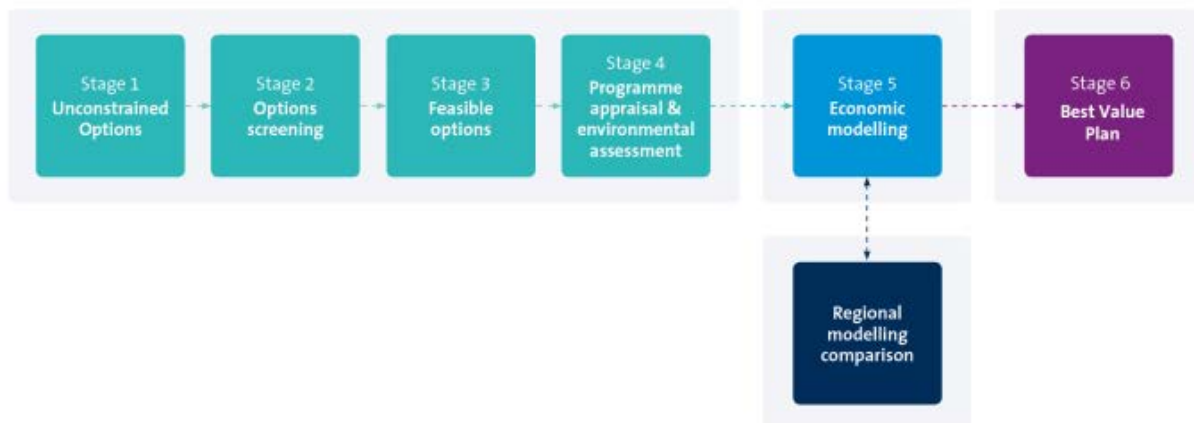 Stage 1
Unconstrained
Options
Stage 2
Options
screening
Stage 3
Feasible
options
Stage 4
Programme
appraisal &
environmental
assessment
Stage 5
Economic
modelling
Stage 6
Best Value
Plan
Regional
modelling
comparison